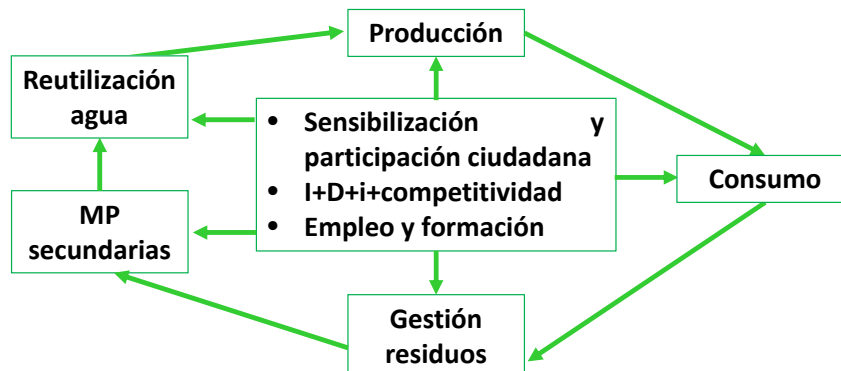 Producción
Reutilización
agua
• Sensibilización y
participación ciudadana
• I+D+i+competitividad
• Empleo y formación
Consumo
MP
secundarias
Gestión
residuos